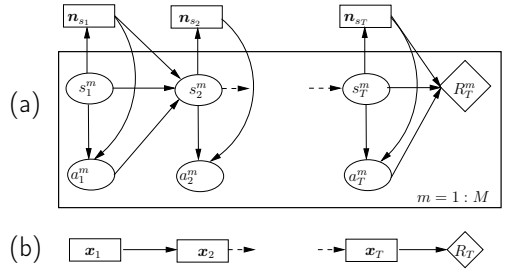 n_{s_1} n_{s_2} n_{s_T}
(a) s_1^m s_2^m s_T^m R_T^m
a_1^m a_2^m a_T^m
m = 1 : M
(b) x_1 x_2 x_T R_T